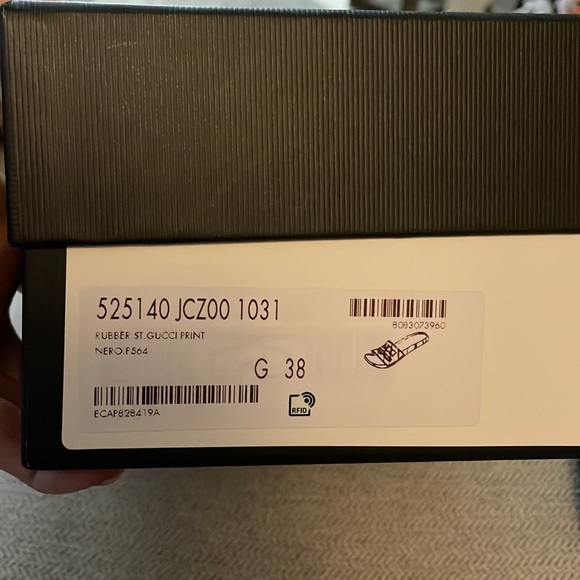 525140 JCZ00 1031
8083073960
RUBBER ST.GUCCI PRINT
NERO.F564
G 38
ECAP828419A
RFID